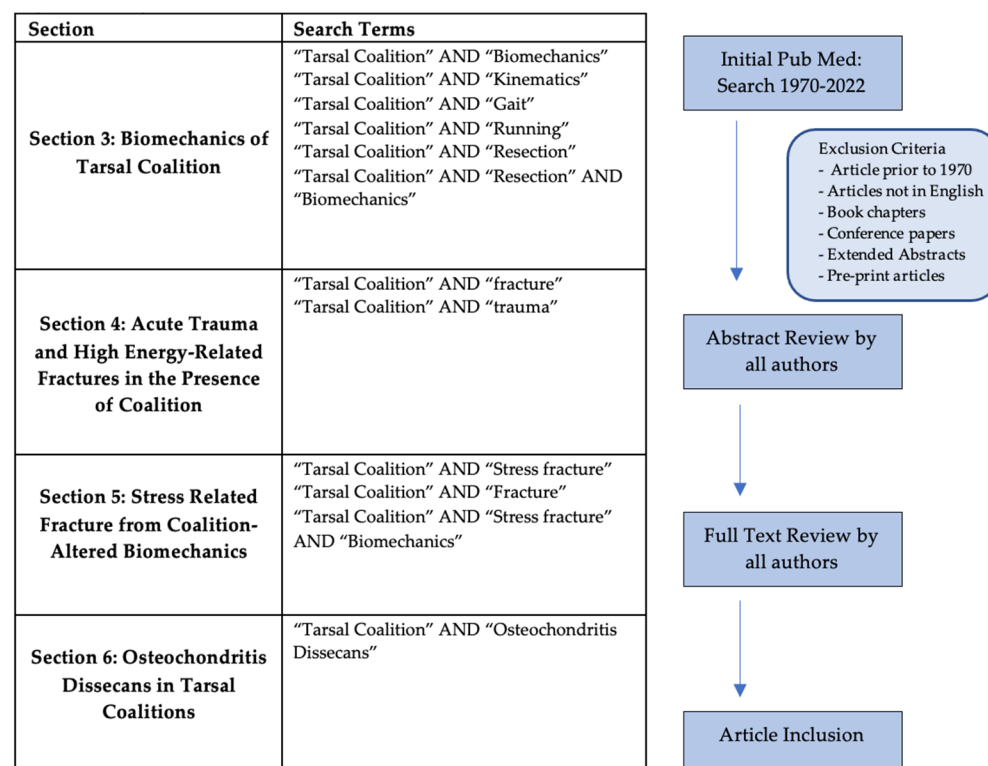 Section
Search Terms
Section 3: Biomechanics of
Tarsal Coalition
“Tarsal Coalition” AND “Biomechanics”
“Tarsal Coalition” AND “Kinematics”
“Tarsal Coalition” AND “Gait”
“Tarsal Coalition” AND “Running”
“Tarsal Coalition” AND “Resection”
“Tarsal Coalition” AND “Resection” AND
“Biomechanics”
Section 4: Acute Trauma
and High Energy-Related
Fractures in the Presence
of Coalition
“Tarsal Coalition” AND “fracture”
“Tarsal Coalition” AND “trauma”
Section 5: Stress Related
Fracture from Coalition-
Altered Biomechanics
“Tarsal Coalition” AND “Stress fracture”
“Tarsal Coalition” AND “Fracture”
“Tarsal Coalition” AND “Stress fracture”
AND “Biomechanics”
Section 6: Osteochondritis
Dissecans in Tarsal
Coalitions
“Tarsal Coalition” AND “Osteochondritis
Dissecans”
Initial Pub Med:
Search 1970-2022
Exclusion Criteria
- Article prior to 1970
- Articles not in English
- Book chapters
- Conference papers
- Extended Abstracts
- Pre-print articles
Abstract Review by
all authors
Full Text Review by
all authors
Article Inclusion